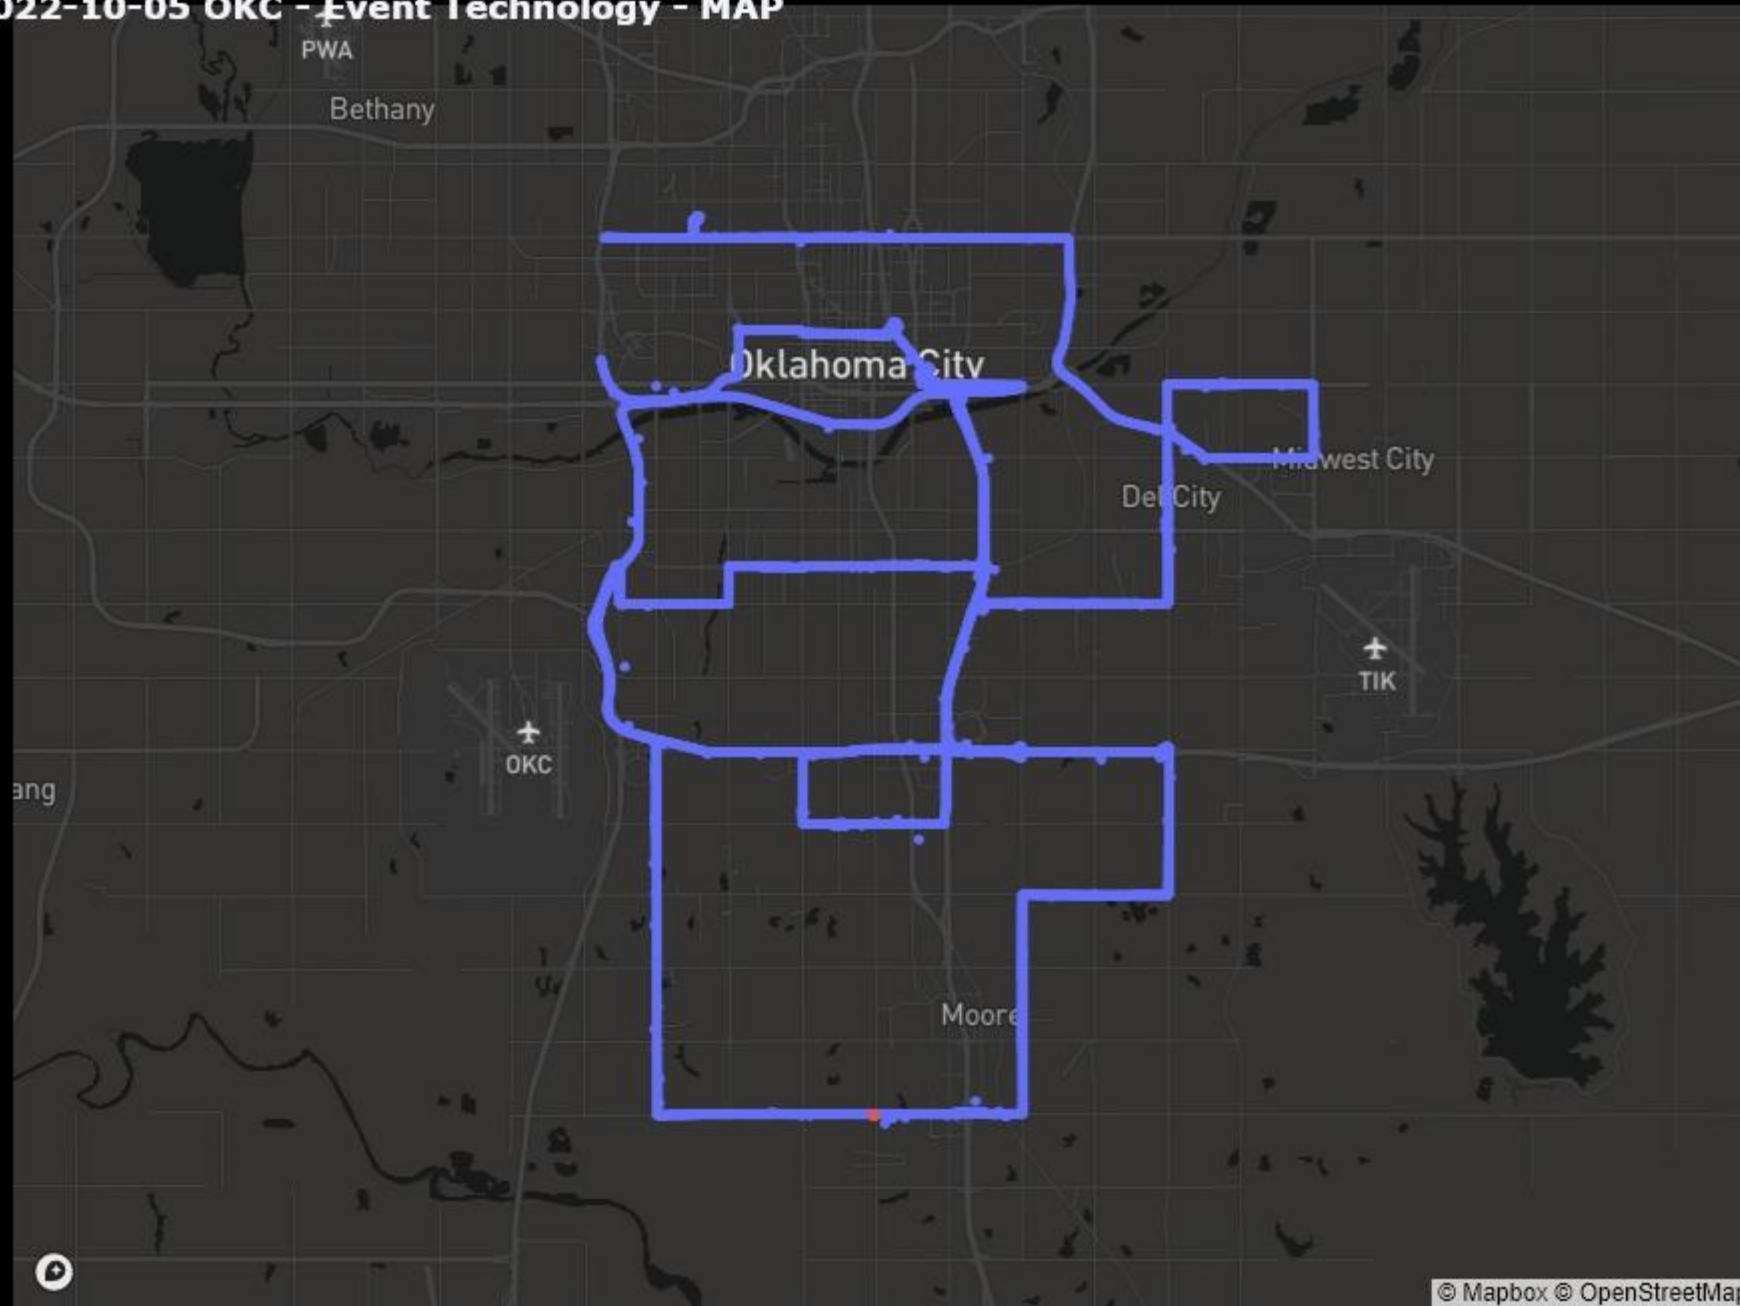 022-10-05 OKC - Event Technology - MAP
PWA
Bethany
Oklahoma City
Midwest City
Del City
TIK
OKC
ang
Moore
© Mapbox © OpenStreetMap